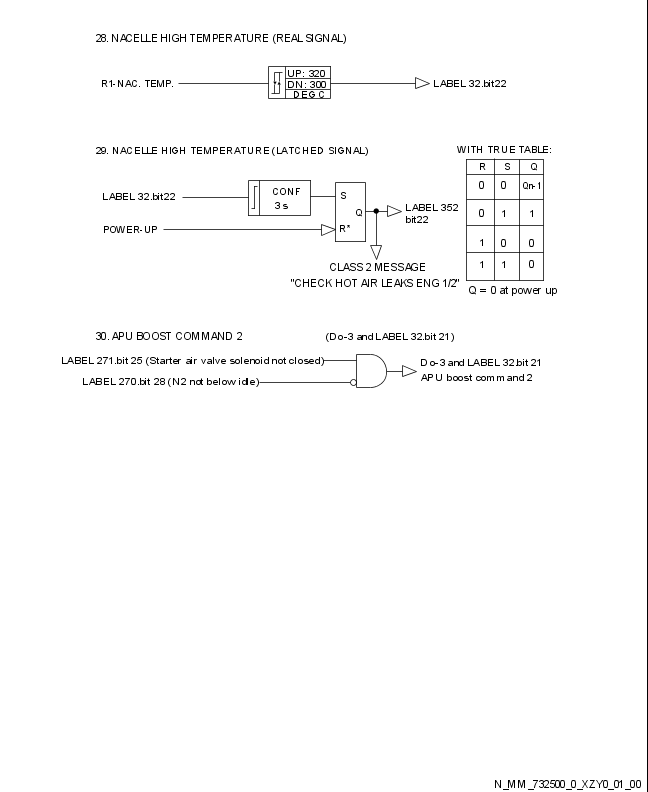 28. NACELLE HIGH TEMPERATURE (REAL SIGNAL)
R1-NAC. TEMP.
UP: 320
DN: 300
DEG C
LABEL 32.bit22
29. NACELLE HIGH TEMPERATURE (LATCHED SIGNAL)
WITH TRUE TABLE:
R S Q
0 0 Qn-1
0 1 1
1 0 0
1 1 0
Q = 0 at power up
LABEL 32.bit22
CONF
3 s
S
Q
R*
POWER-UP
LABEL 352
bit22
CLASS 2 MESSAGE
"CHECK HOT AIR LEAKS ENG 1/2"
30. APU BOOST COMMAND 2
(Do-3 and LABEL 32.bit 21)
LABEL 271.bit 25 (Starter air valve solenoid not closed)
LABEL 270.bit 28 (N2 not below idle)
Do-3 and LABEL 32.bit 21
APU boost command 2
N_MM_732500_0_XZY0_01_00